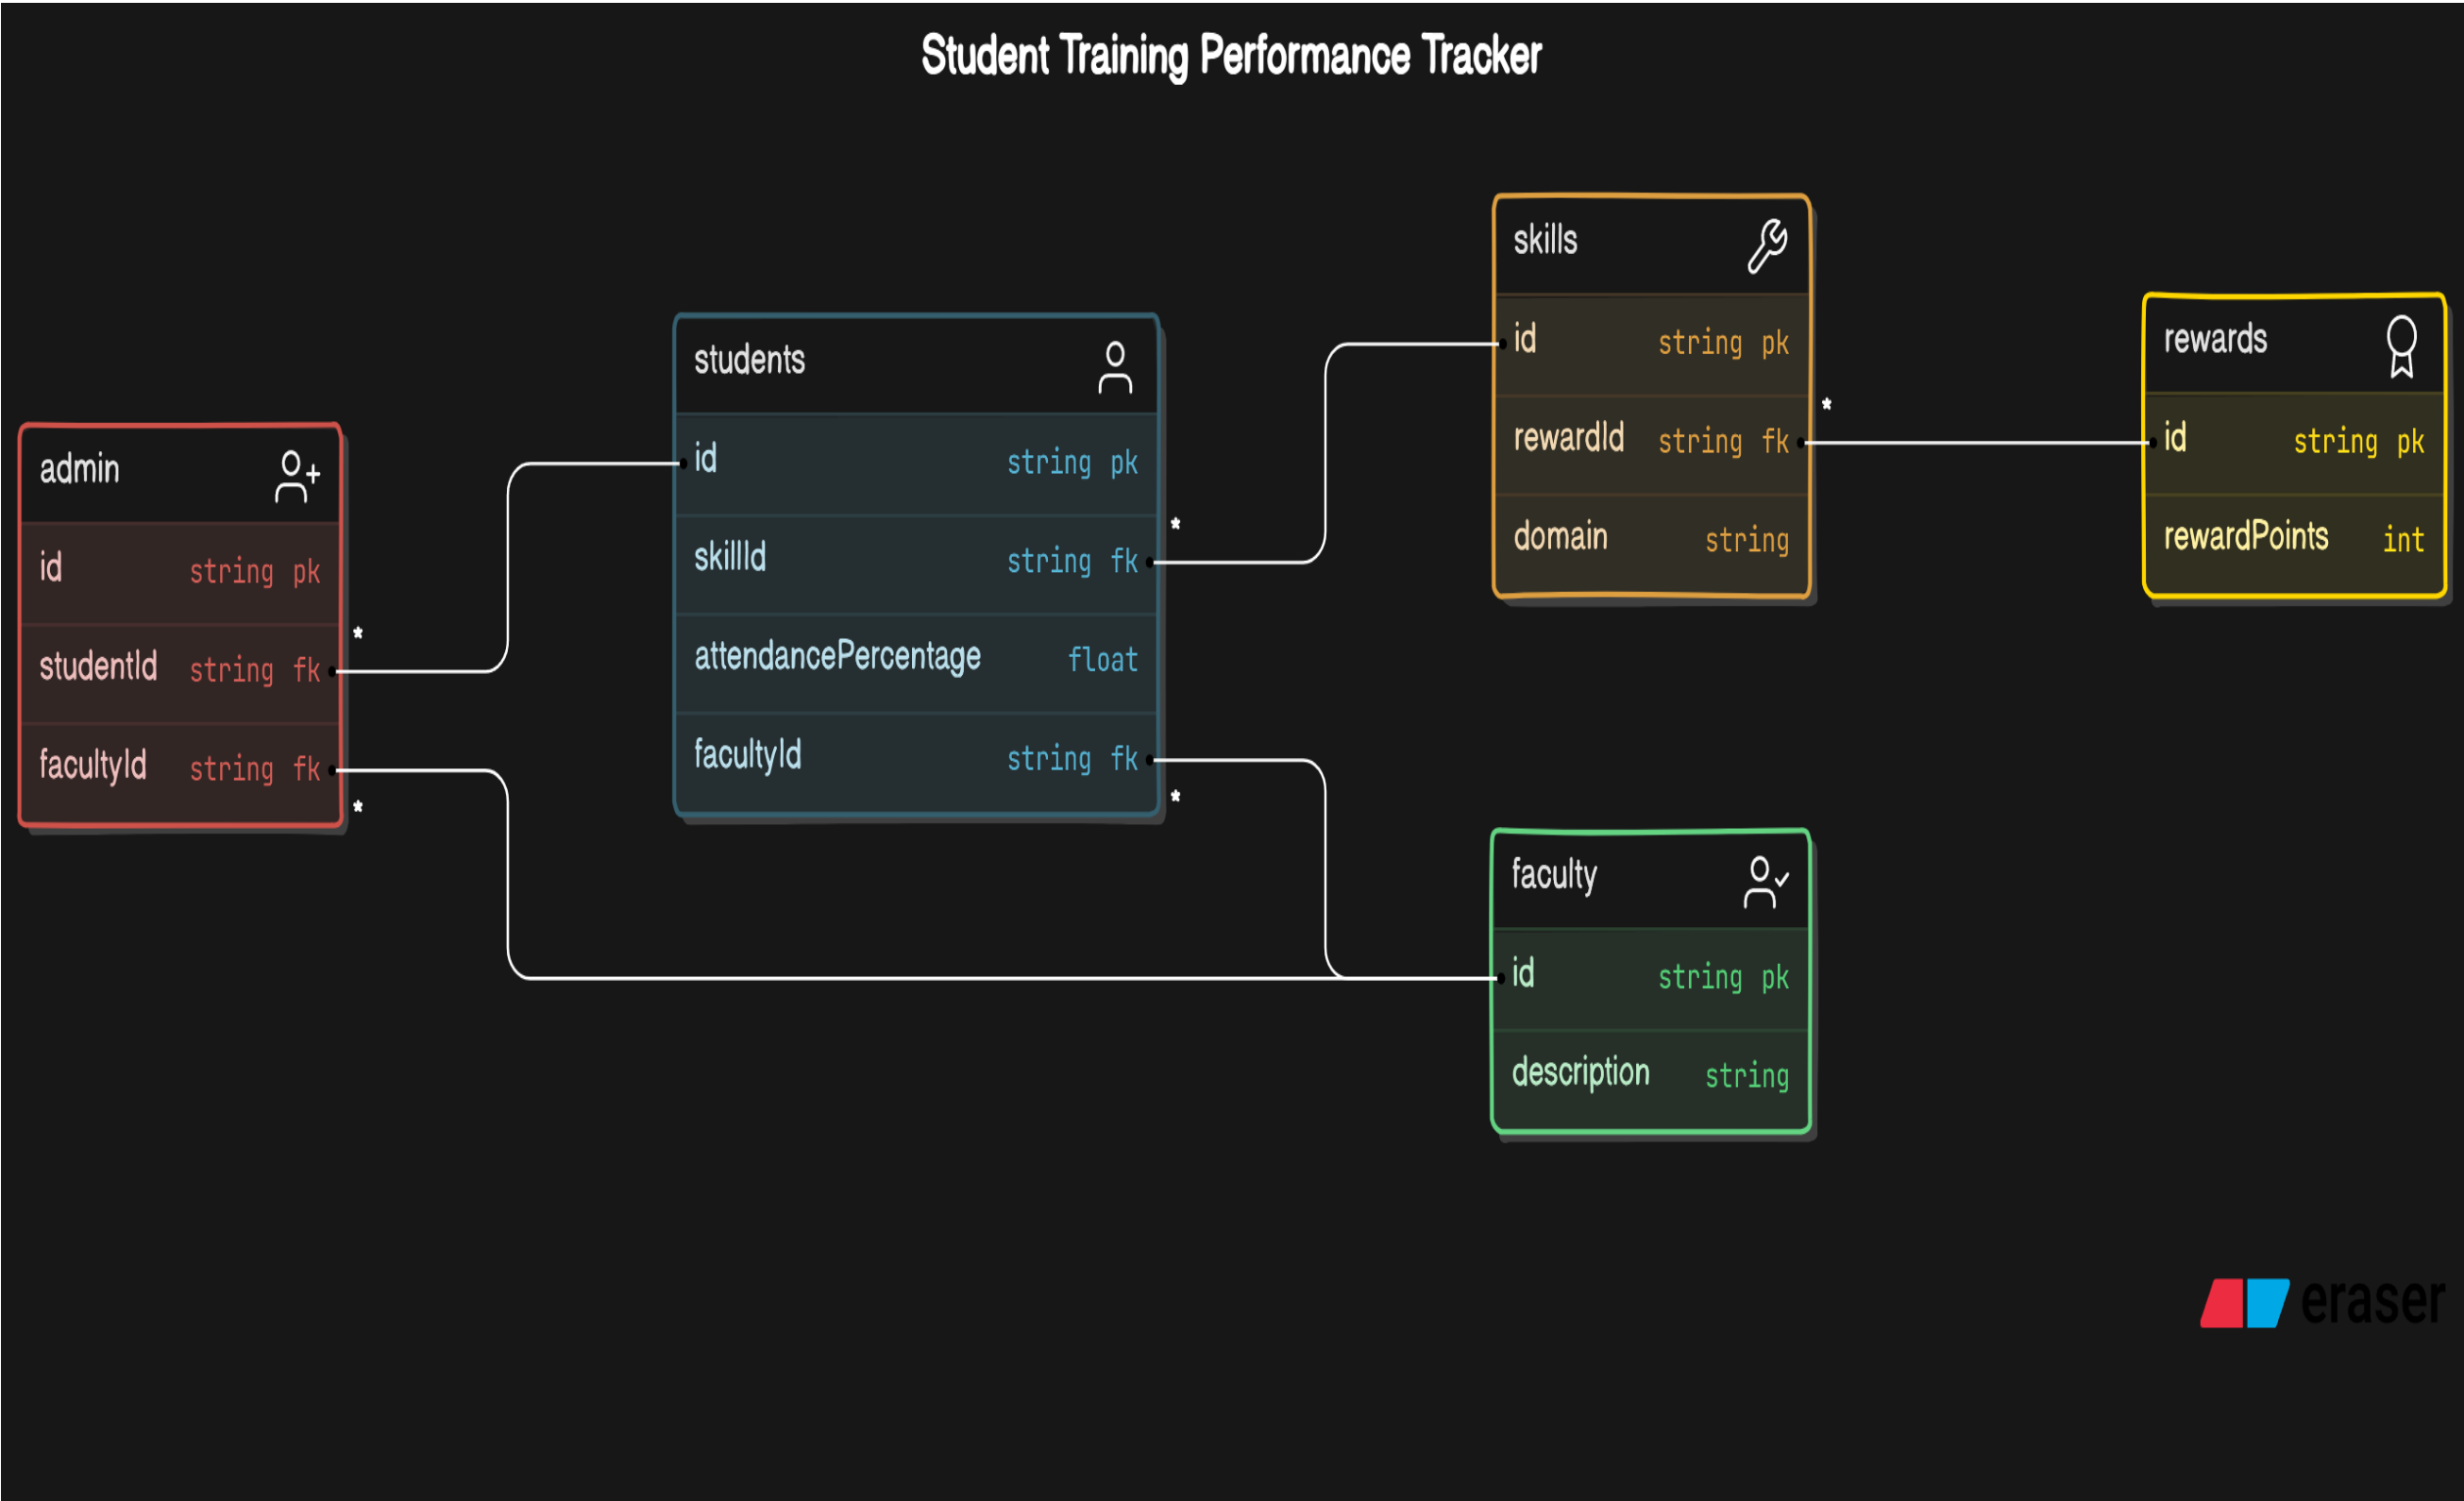 Student Training Performance Tracker
admin
id string pk
studentId string fk
*
facultyId string fk
*
students
id string pk
*
skillId string fk
attendancePercentage float
facultyId string fk
*
skills
id string pk
*
rewardId string fk
domain string
rewards
id string pk
rewardPoints int
faculty
id string pk
description string
eraser